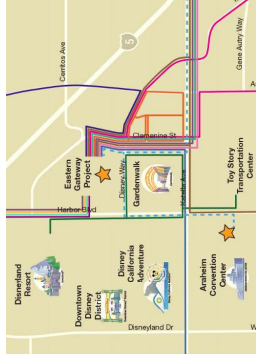 Cerritos Ave
5
Gene Autry Way
Clementine St
Eastern
Gateway
Project
Disney Way
Gardenwalk
Katella Ave
Toy Story
Transportation
Center
Harbor Blvd
Disneyland
Resort
Downtown
Disney
District
Disney
California
Adventure
Anaheim
Convention
Center
Disneyland Dr